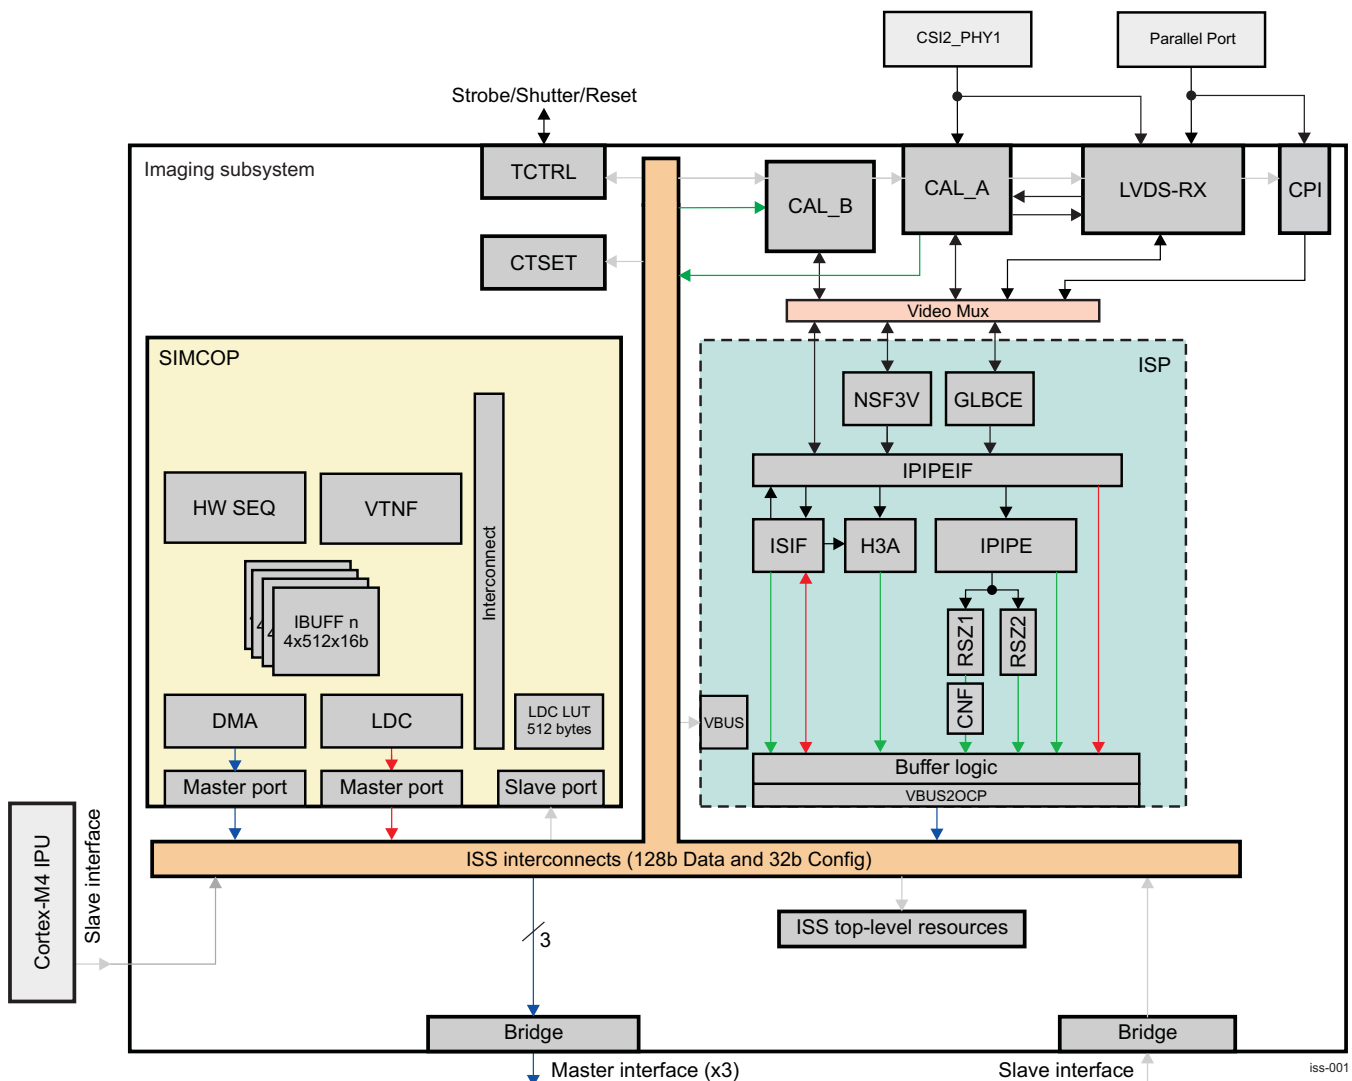 CSI2_PHY1
Parallel Port
Strobe/Shutter/Reset
Imaging subsystem
TCTRL
CAL_B
CAL_A
LVDS-RX
CPI
CTSET
Video Mux
SIMCOP
ISP
NSF3V
GLBCE
IPIPEIF
HW SEQ
VTNF
Interconnect
ISIF
H3A
IPIPE
IBUFF n
4x512x16b
RSZ1
RSZ2
CNF
DMA
LDC
LDC LUT
512 bytes
VBUS
Master port
Master port
Slave port
Buffer logic
VBUS2OCP
Cortex-M4 IPU
Slave interface
ISS interconnects (128b Data and 32b Config)
3
ISS top-level resources
Bridge
Bridge
Master interface (x3)
Slave interface
iss-001